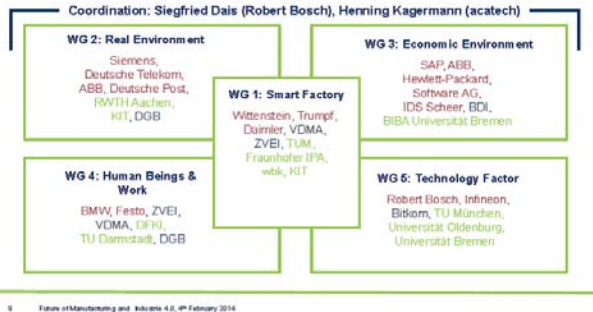 Coordination: Siegfried Dais (Robert Bosch), Henning Kagermann (acatech)
WG 2: Real Environment
Siemens,
Deutsche Telekom,
ABB, Deutsche Post,
RWTH Aachen,
KIT, DGB
WG 3: Economic Environment
SAP, ABB,
Hewlett-Packard,
Software AG,
IDS Scheer, BDI,
BIBA Universität Bremen
WG 1: Smart Factory
Wittenstein, Trumpf,
Daimler, VDMA,
ZVEI, TUM,
Fraunhofer IPA,
wbk, KIT
WG 4: Human Beings &
Work
BMW, Festo, ZVEI,
VDMA, DFKI,
TU Darmstadt, DGB
WG 5: Technology Factor
Robert Bosch, Infineon,
Bitkom, TU München,
Universität Oldenburg,
Universität Bremen
9 Future of Manufacturing and Industrie 4.0, 4th February 2014